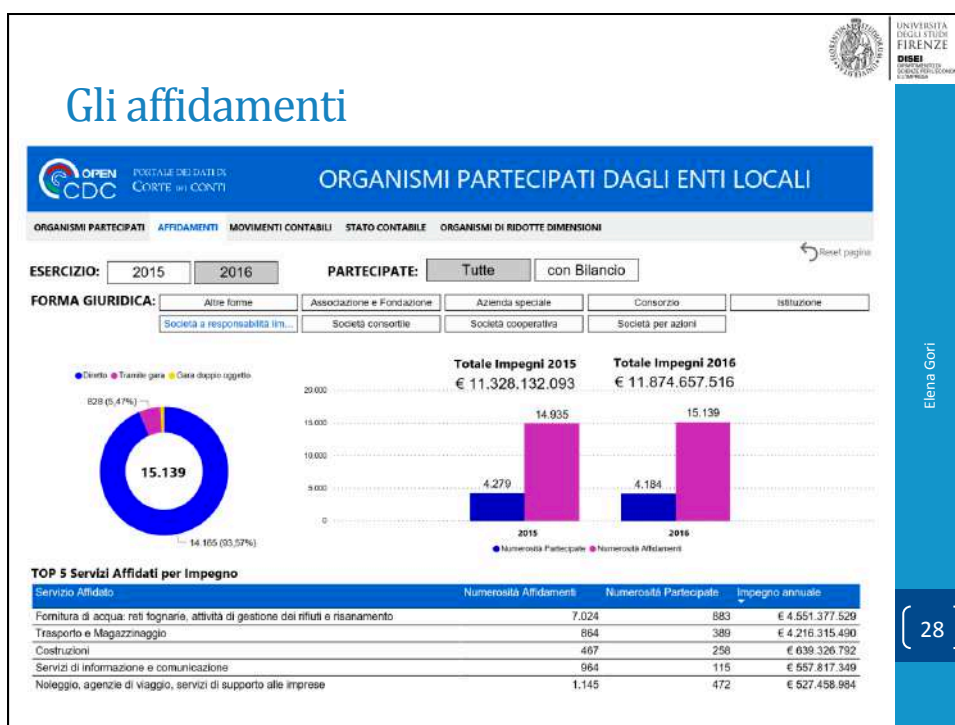 UNIVERSITÀ
DEGLI STUDI
FIRENZE
DISEI
DIPARTIMENTO DI
SCIENZE PER L'ECONOMIA
E L'IMPRESA
Gli affidamenti
OPEN
CDC
PORTALE DEI DATI DI
CORTE DEI CONTI
ORGANISMI PARTECIPATI DAGLI ENTI LOCALI
ORGANISMI PARTECIPATI AFFIDAMENTI MOVIMENTI CONTABILI STATO CONTABILE ORGANISMI DI RIDOTTE DIMENSIONI
Reset pagina
ESERCIZIO: 2015 2016 PARTECIPATE: Tutte con Bilancio
FORMA GIURIDICA: Altre forme Associazione e Fondazione Azienda speciale Consorzio Istituzione
Società a responsabilità lim... Società consortile Società cooperativa Società per azioni
Diretto Tramite gara Gara doppio oggetto
828 (5,47%)
15.139
14.165 (93,57%)
Totale Impegni 2015 Totale Impegni 2016
€ 11.328.132.093 € 11.874.657.516
20.000
15.000
10.000
5.000
0
14.935
15.139
4.279
4.184
2015 2016
Numerosità Partecipate Numerosità Affidamenti
TOP 5 Servizi Affidati per Impegno
Servizio Affidato Numerosità Affidamenti Numerosità Partecipate Impegno annuale
Fornitura di acqua: reti fognarie, attività di gestione dei rifiuti e risanamento 7.024 883 € 4.551.377.529
Trasporto e Magazzinaggio 864 389 € 4.216.315.490
Costruzioni 467 258 € 639.326.792
Servizi di informazione e comunicazione 964 115 € 557.817.349
Noleggio, agenzie di viaggio, servizi di supporto alle imprese 1.145 472 € 527.458.984
Elena Gori
28